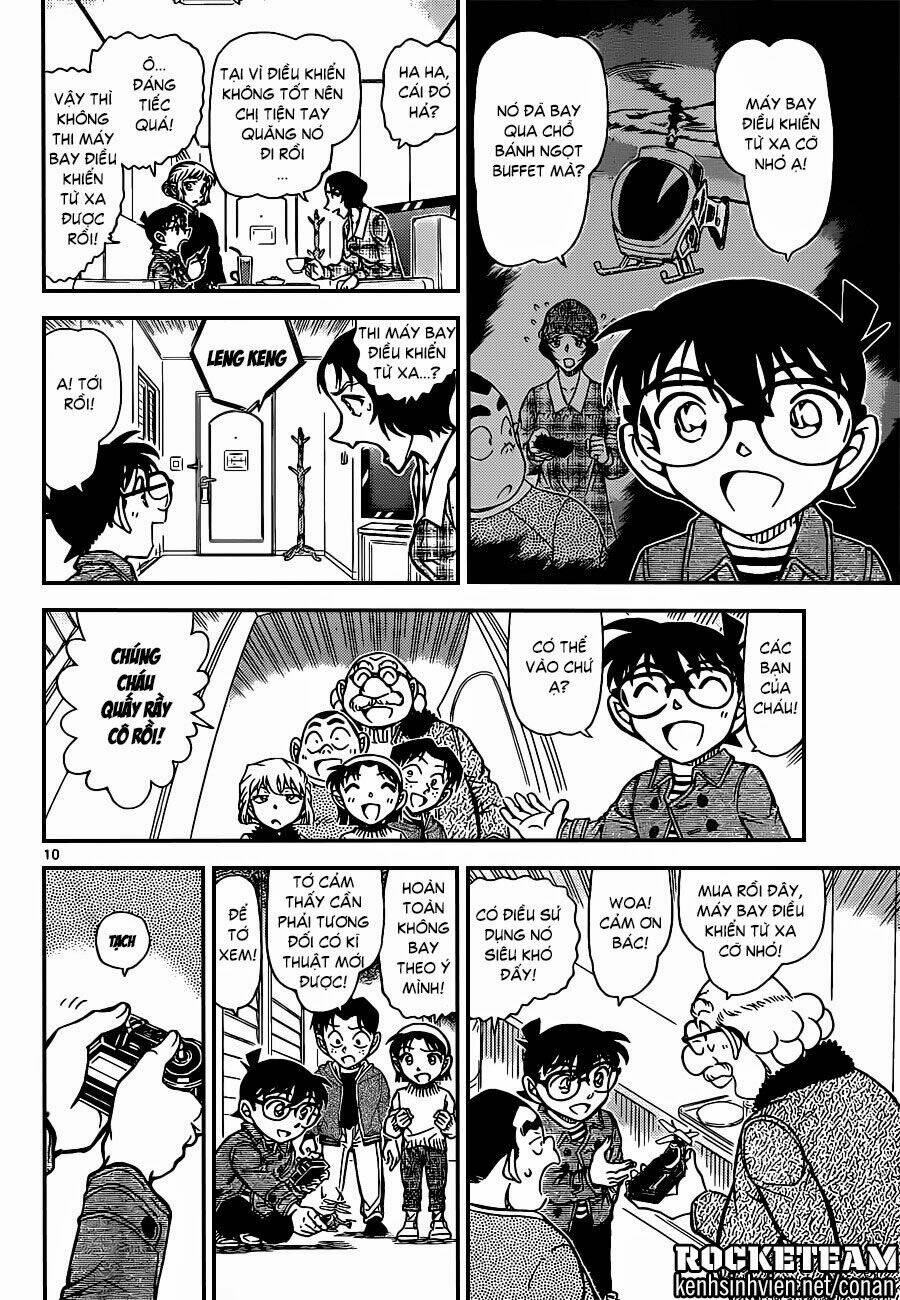 MÁY BAY
ĐIỀU KHIỂN
TỪ XA CỠ
NHỎ Ạ!
NÓ ĐÃ BAY
QUA CHỖ
BÁNH NGỌT
BUFFET MÀ?
HA HA,
CÁI ĐÓ
HẢ?
TẠI VÌ ĐIỀU KHIỂN
KHÔNG TỐT NÊN
CHỊ TIỆN TAY
QUĂNG NÓ
ĐI RỒI
...
Ồ...
ĐÁNG
TIẾC
QUÁ!
VẬY THÌ
KHÔNG
THI MÁY
BAY ĐIỀU
KHIỂN
TỪ XA
ĐƯỢC
RỒI!
THI MÁY BAY
ĐIỀU KHIỂN
TỪ XA...?
LENG KENG
A! TỚI
RỒI!
CÁC
BẠN CỦA
CHÁU!
CÓ THỂ
VÀO CHỨ
Ạ?
CHÚNG
CHÁU
QUẤY RẦY
CÔ RỒI!
10
MUA RỒI ĐÂY,
MÁY BAY ĐIỀU
KHIỂN TỪ XA
CỠ NHỎ!
WOA!
CÁM ƠN
BÁC!
CÓ ĐIỀU SỬ
DỤNG NÓ
SIÊU KHÓ
ĐẤY!
HOÀN
TOÀN
KHÔNG
BAY
THEO Ý
MÌNH!
TỚ CẢM
THẤY CẦN
PHẢI TƯƠNG
ĐỐI CÓ KĨ
THUẬT MỚI
ĐƯỢC!
ĐỂ
TỚ
XEM!
TẠCH
ROCKETEAM
kenhsinhvien.net/conan